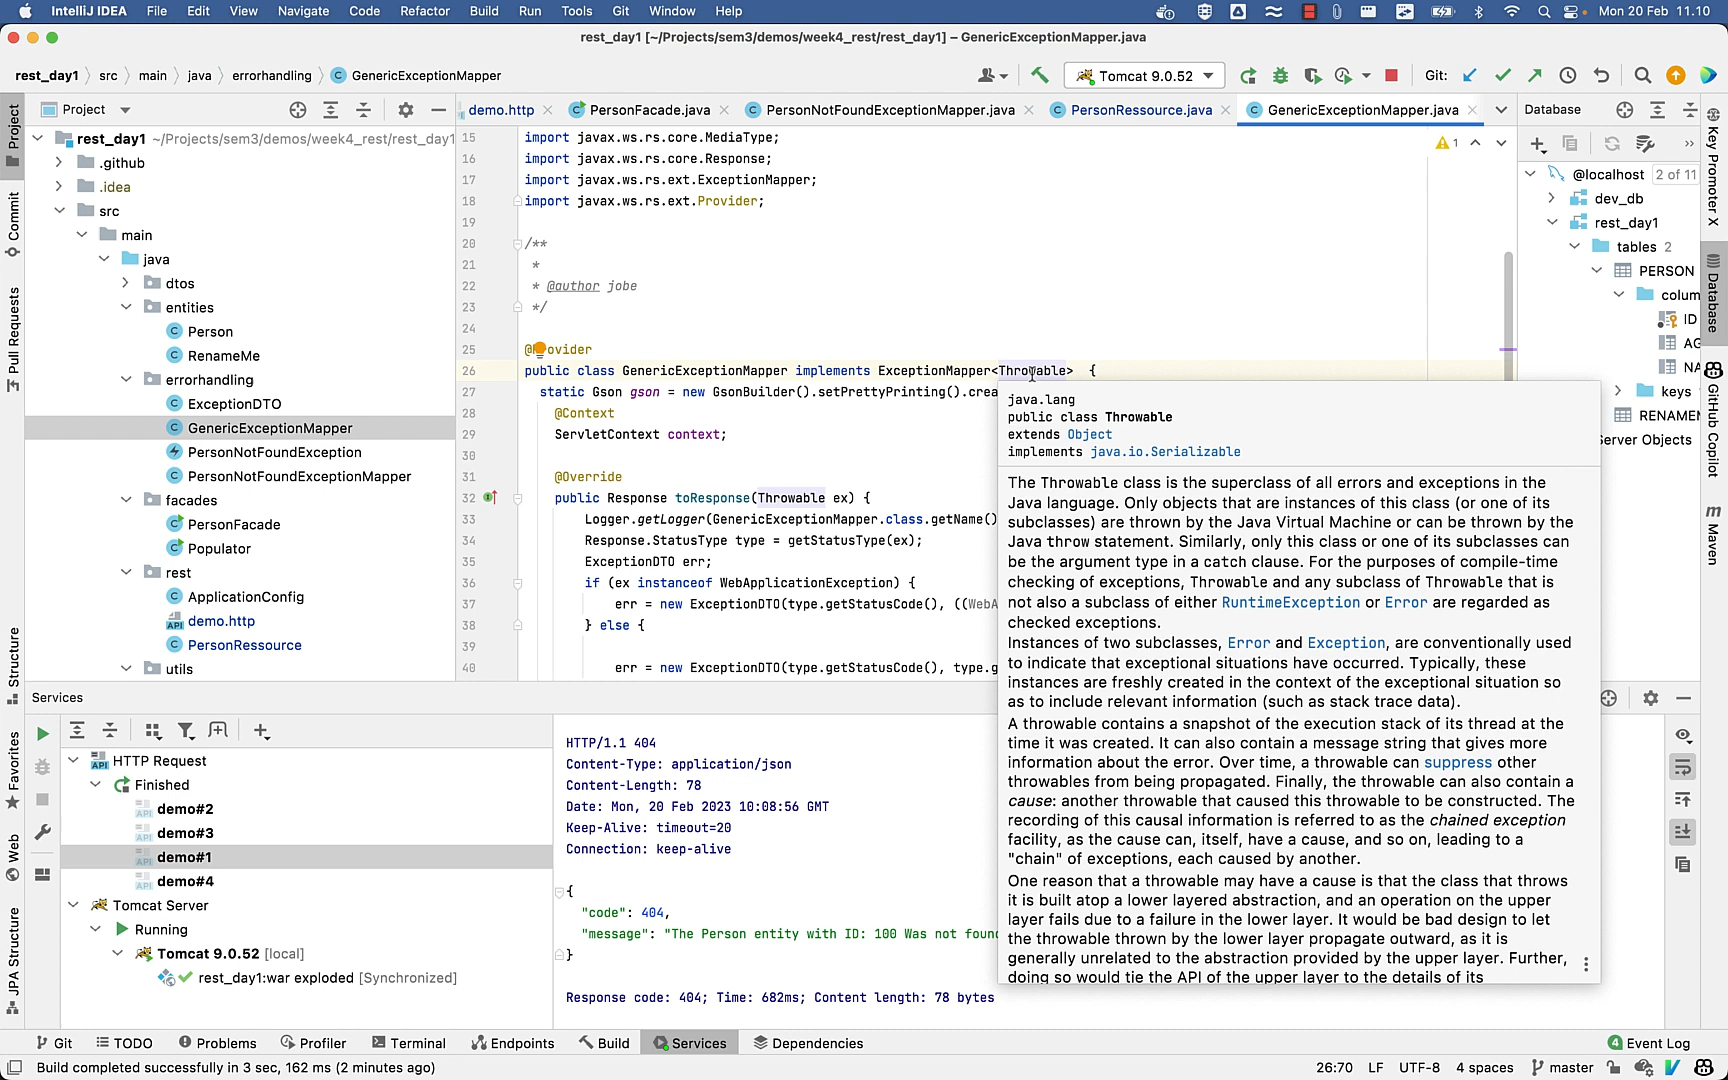 IntelliJ IDEA File Edit View Navigate Code Refactor Build Run Tools Git Window Help Mon 20 Feb 11.10
rest_day1 [~/Projects/sem3/demos/week4_rest/rest_day1] – GenericExceptionMapper.java
rest_day1 src main java errorhandling GenericExceptionMapper Tomcat 9.0.52 Git:
Project demo.http PersonFacade.java PersonNotFoundExceptionMapper.java PersonRessource.java GenericExceptionMapper.java Database
Project
Commit
Pull Requests
Structure
Favorites
Web
JPA Structure
rest_day1 ~/Projects/sem3/demos/week4_rest/rest_day1
.github
.idea
src
main
java
dtos
entities
Person
RenameMe
errorhandling
ExceptionDTO
GenericExceptionMapper
PersonNotFoundException
PersonNotFoundExceptionMapper
facades
PersonFacade
Populator
rest
ApplicationConfig
demo.http
PersonRessource
utils
1
15 import javax.ws.rs.core.MediaType;
16 import javax.ws.rs.core.Response;
17 import javax.ws.rs.ext.ExceptionMapper;
18 import javax.ws.rs.ext.Provider;
19
20 /**
21 *
22 * @author jobe
23 */
24
25 @ ovider
26 public class GenericExceptionMapper implements ExceptionMapper<Throwable> {
27 static Gson gson = new GsonBuilder().setPrettyPrinting().crea
28 @Context
29 ServletContext context;
30
31 @Override
32 public Response toResponse(Throwable ex) {
33 Logger.getLogger(GenericExceptionMapper.class.getName()
34 Response.StatusType type = getStatusType(ex);
35 ExceptionDTO err;
36 if (ex instanceof WebApplicationException) {
37 err = new ExceptionDTO(type.getStatusCode(), ((WebA
38 } else {
39
40 err = new ExceptionDTO(type.getStatusCode(), type.g
java.lang
public class Throwable
extends Object
implements java.io.Serializable
The Throwable class is the superclass of all errors and exceptions in the
Java language. Only objects that are instances of this class (or one of its
subclasses) are thrown by the Java Virtual Machine or can be thrown by the
Java throw statement. Similarly, only this class or one of its subclasses can
be the argument type in a catch clause. For the purposes of compile-time
checking of exceptions, Throwable and any subclass of Throwable that is
not also a subclass of either RuntimeException or Error are regarded as
checked exceptions.
Instances of two subclasses, Error and Exception, are conventionally used
to indicate that exceptional situations have occurred. Typically, these
instances are freshly created in the context of the exceptional situation so
as to include relevant information (such as stack trace data).
A throwable contains a snapshot of the execution stack of its thread at the
time it was created. It can also contain a message string that gives more
information about the error. Over time, a throwable can suppress other
throwables from being propagated. Finally, the throwable can also contain a
cause: another throwable that caused this throwable to be constructed. The
recording of this causal information is referred to as the chained exception
facility, as the cause can, itself, have a cause, and so on, leading to a
"chain" of exceptions, each caused by another.
One reason that a throwable may have a cause is that the class that throws
it is built atop a lower layered abstraction, and an operation on the upper
layer fails due to a failure in the lower layer. It would be bad design to let
the throwable thrown by the lower layer propagate outward, as it is
generally unrelated to the abstraction provided by the upper layer. Further,
doing so would tie the API of the upper layer to the details of its
@localhost 2 of 11
dev_db
rest_day1
tables 2
PERSON
colum
ID
AG
NA
keys
RENAMEM
Server Objects
Key Promoter X
Database
GitHub Copilot
Maven
Services
HTTP Request
Finished
demo#2
demo#3
demo#1
demo#4
Tomcat Server
Running
Tomcat 9.0.52 [local]
rest_day1:war exploded [Synchronized]
HTTP/1.1 404
Content-Type: application/json
Content-Length: 78
Date: Mon, 20 Feb 2023 10:08:56 GMT
Keep-Alive: timeout=20
Connection: keep-alive
{
"code": 404,
"message": "The Person entity with ID: 100 Was not found
}
Response code: 404; Time: 682ms; Content length: 78 bytes
Git TODO Problems Profiler Terminal Endpoints Build Services Dependencies 4 Event Log
Build completed successfully in 3 sec, 162 ms (2 minutes ago) 26:70 LF UTF-8 4 spaces master